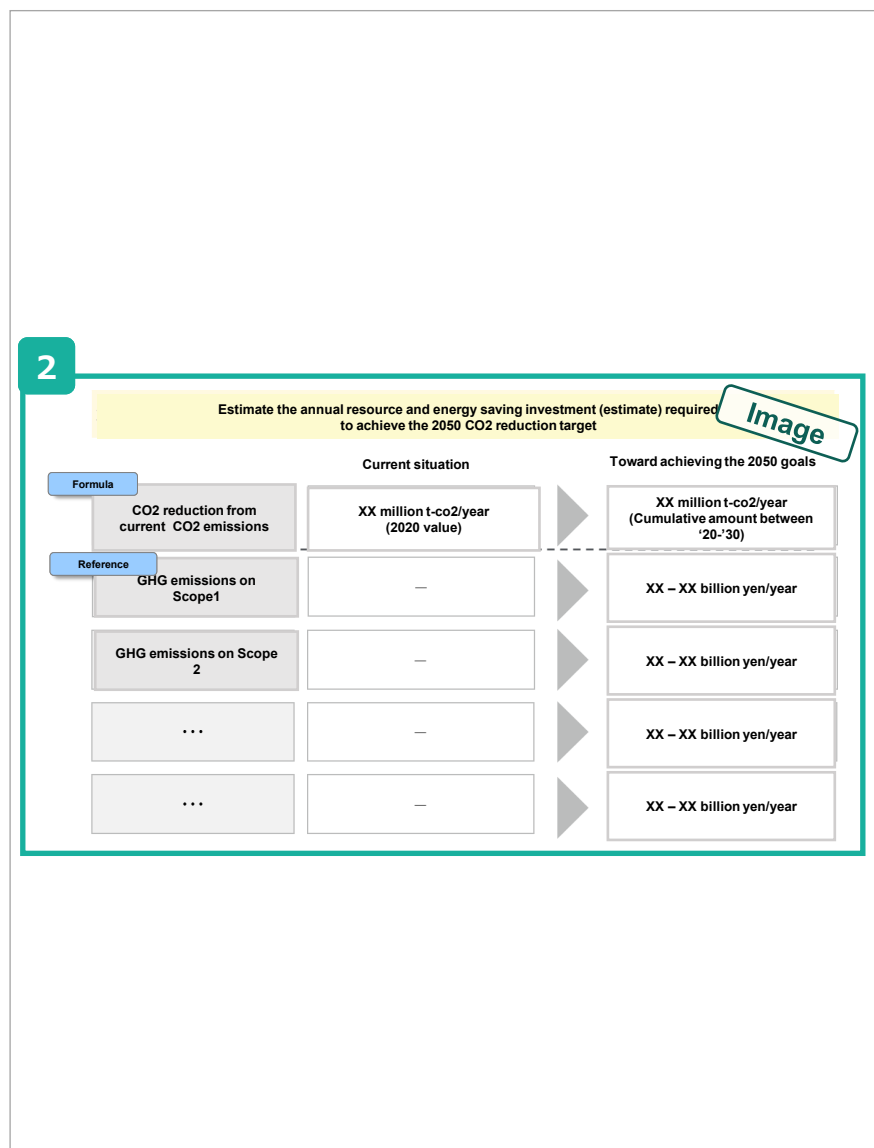 2
Estimate the annual resource and energy saving investment (estimate) required
to achieve the 2050 CO2 reduction target
Image
Current situation
Toward achieving the 2050 goals
Formula
CO2 reduction from
current CO2 emissions
XX million t-co2/year
(2020 value)
XX million t-co2/year
(Cumulative amount between
‘20-’30)
Reference
GHG emissions on
Scope1
—
XX – XX billion yen/year
GHG emissions on Scope
2
—
XX – XX billion yen/year
・・・
—
XX – XX billion yen/year
・・・
—
XX – XX billion yen/year